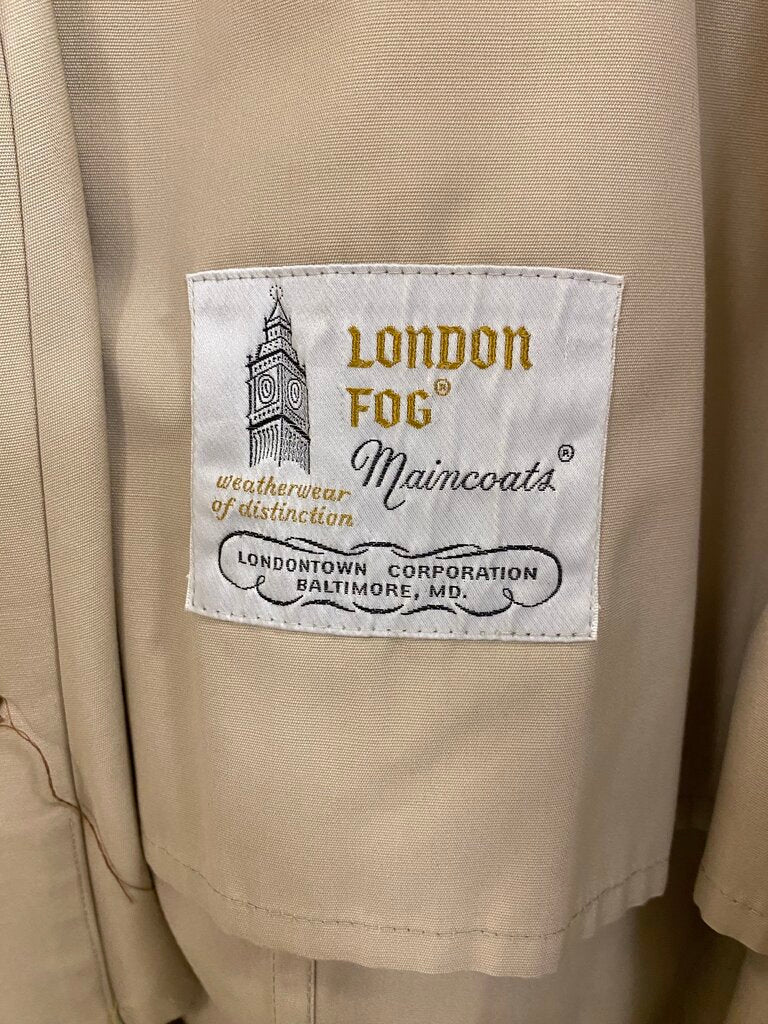 LONDON
FOG®
Maincoats®
weatherwear
of distinction
LONDONTOWN CORPORATION
BALTIMORE, MD.